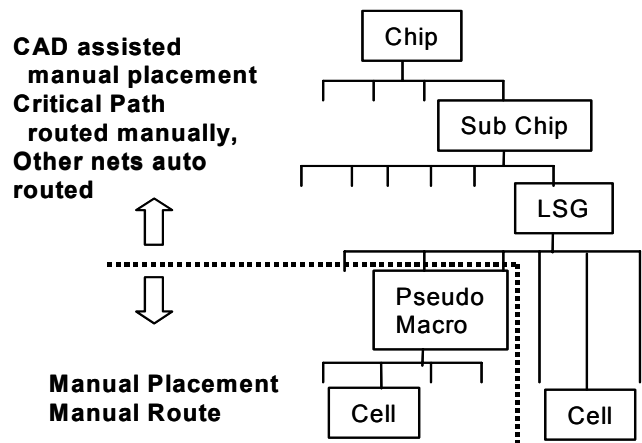 CAD assisted
manual placement
Critical Path
routed manually,
Other nets auto
routed
Chip
Sub Chip
LSG
Pseudo
Macro
Cell
Cell
Manual Placement
Manual Route